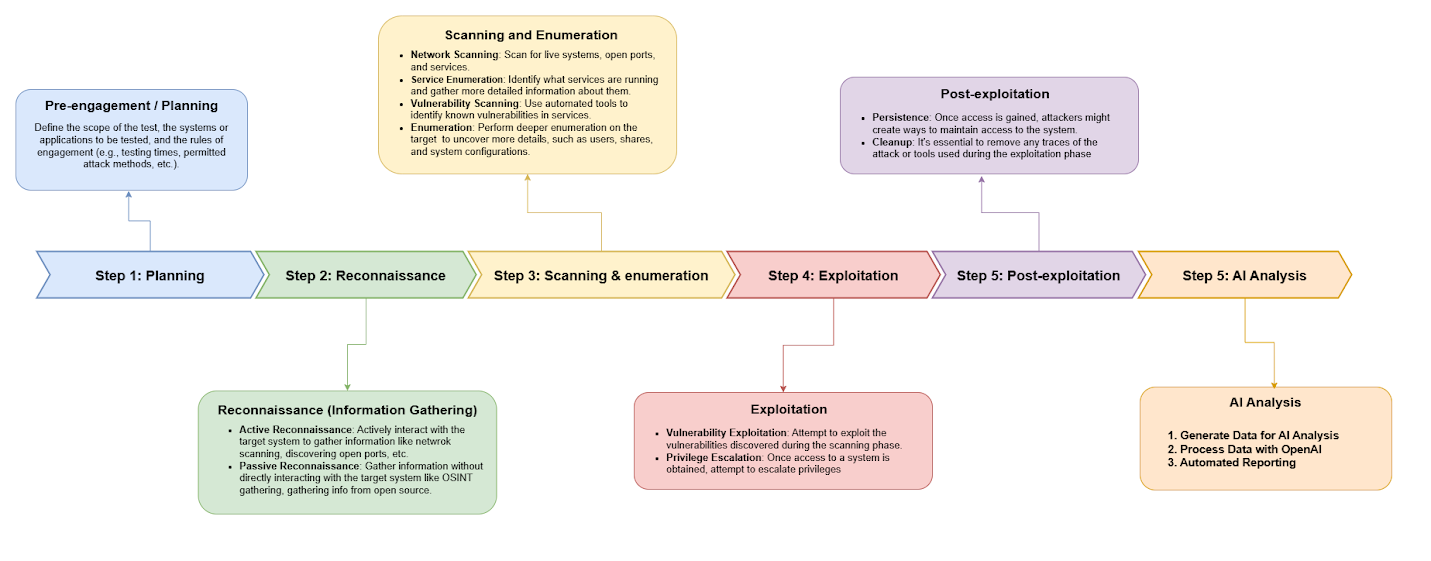 Scanning and Enumeration
• Network Scanning: Scan for live systems, open ports,
and services.
• Service Enumeration: Identify what services are running
and gather more detailed information about them.
• Vulnerability Scanning: Use automated tools to
identify known vulnerabilities in services.
• Enumeration: Perform deeper enumeration on the
target to uncover more details, such as users, shares,
and system configurations.
Pre-engagement / Planning
Define the scope of the test, the systems or
applications to be tested, and the rules of
engagement (e.g., testing times, permitted
attack methods, etc.).
Post-exploitation
• Persistence: Once access is gained, attackers might
create ways to maintain access to the system.
• Cleanup: It's essential to remove any traces of the
attack or tools used during the exploitation phase
Step 1: Planning
Step 2: Reconnaissance
Step 3: Scanning & enumeration
Step 4: Exploitation
Step 5: Post-exploitation
Step 5: AI Analysis
Reconnaissance (Information Gathering)
• Active Reconnaissance: Actively interact with the
target system to gather information like netwrok
scanning, discovering open ports, etc.
• Passive Reconnaissance: Gather information without
directly interacting with the target system like OSINT
gathering, gathering info from open source.
Exploitation
• Vulnerability Exploitation: Attempt to exploit the
vulnerabilities discovered during the scanning phase.
• Privilege Escalation: Once access to a system is
obtained, attempt to escalate privileges
AI Analysis
1. Generate Data for AI Analysis
2. Process Data with OpenAI
3. Automated Reporting